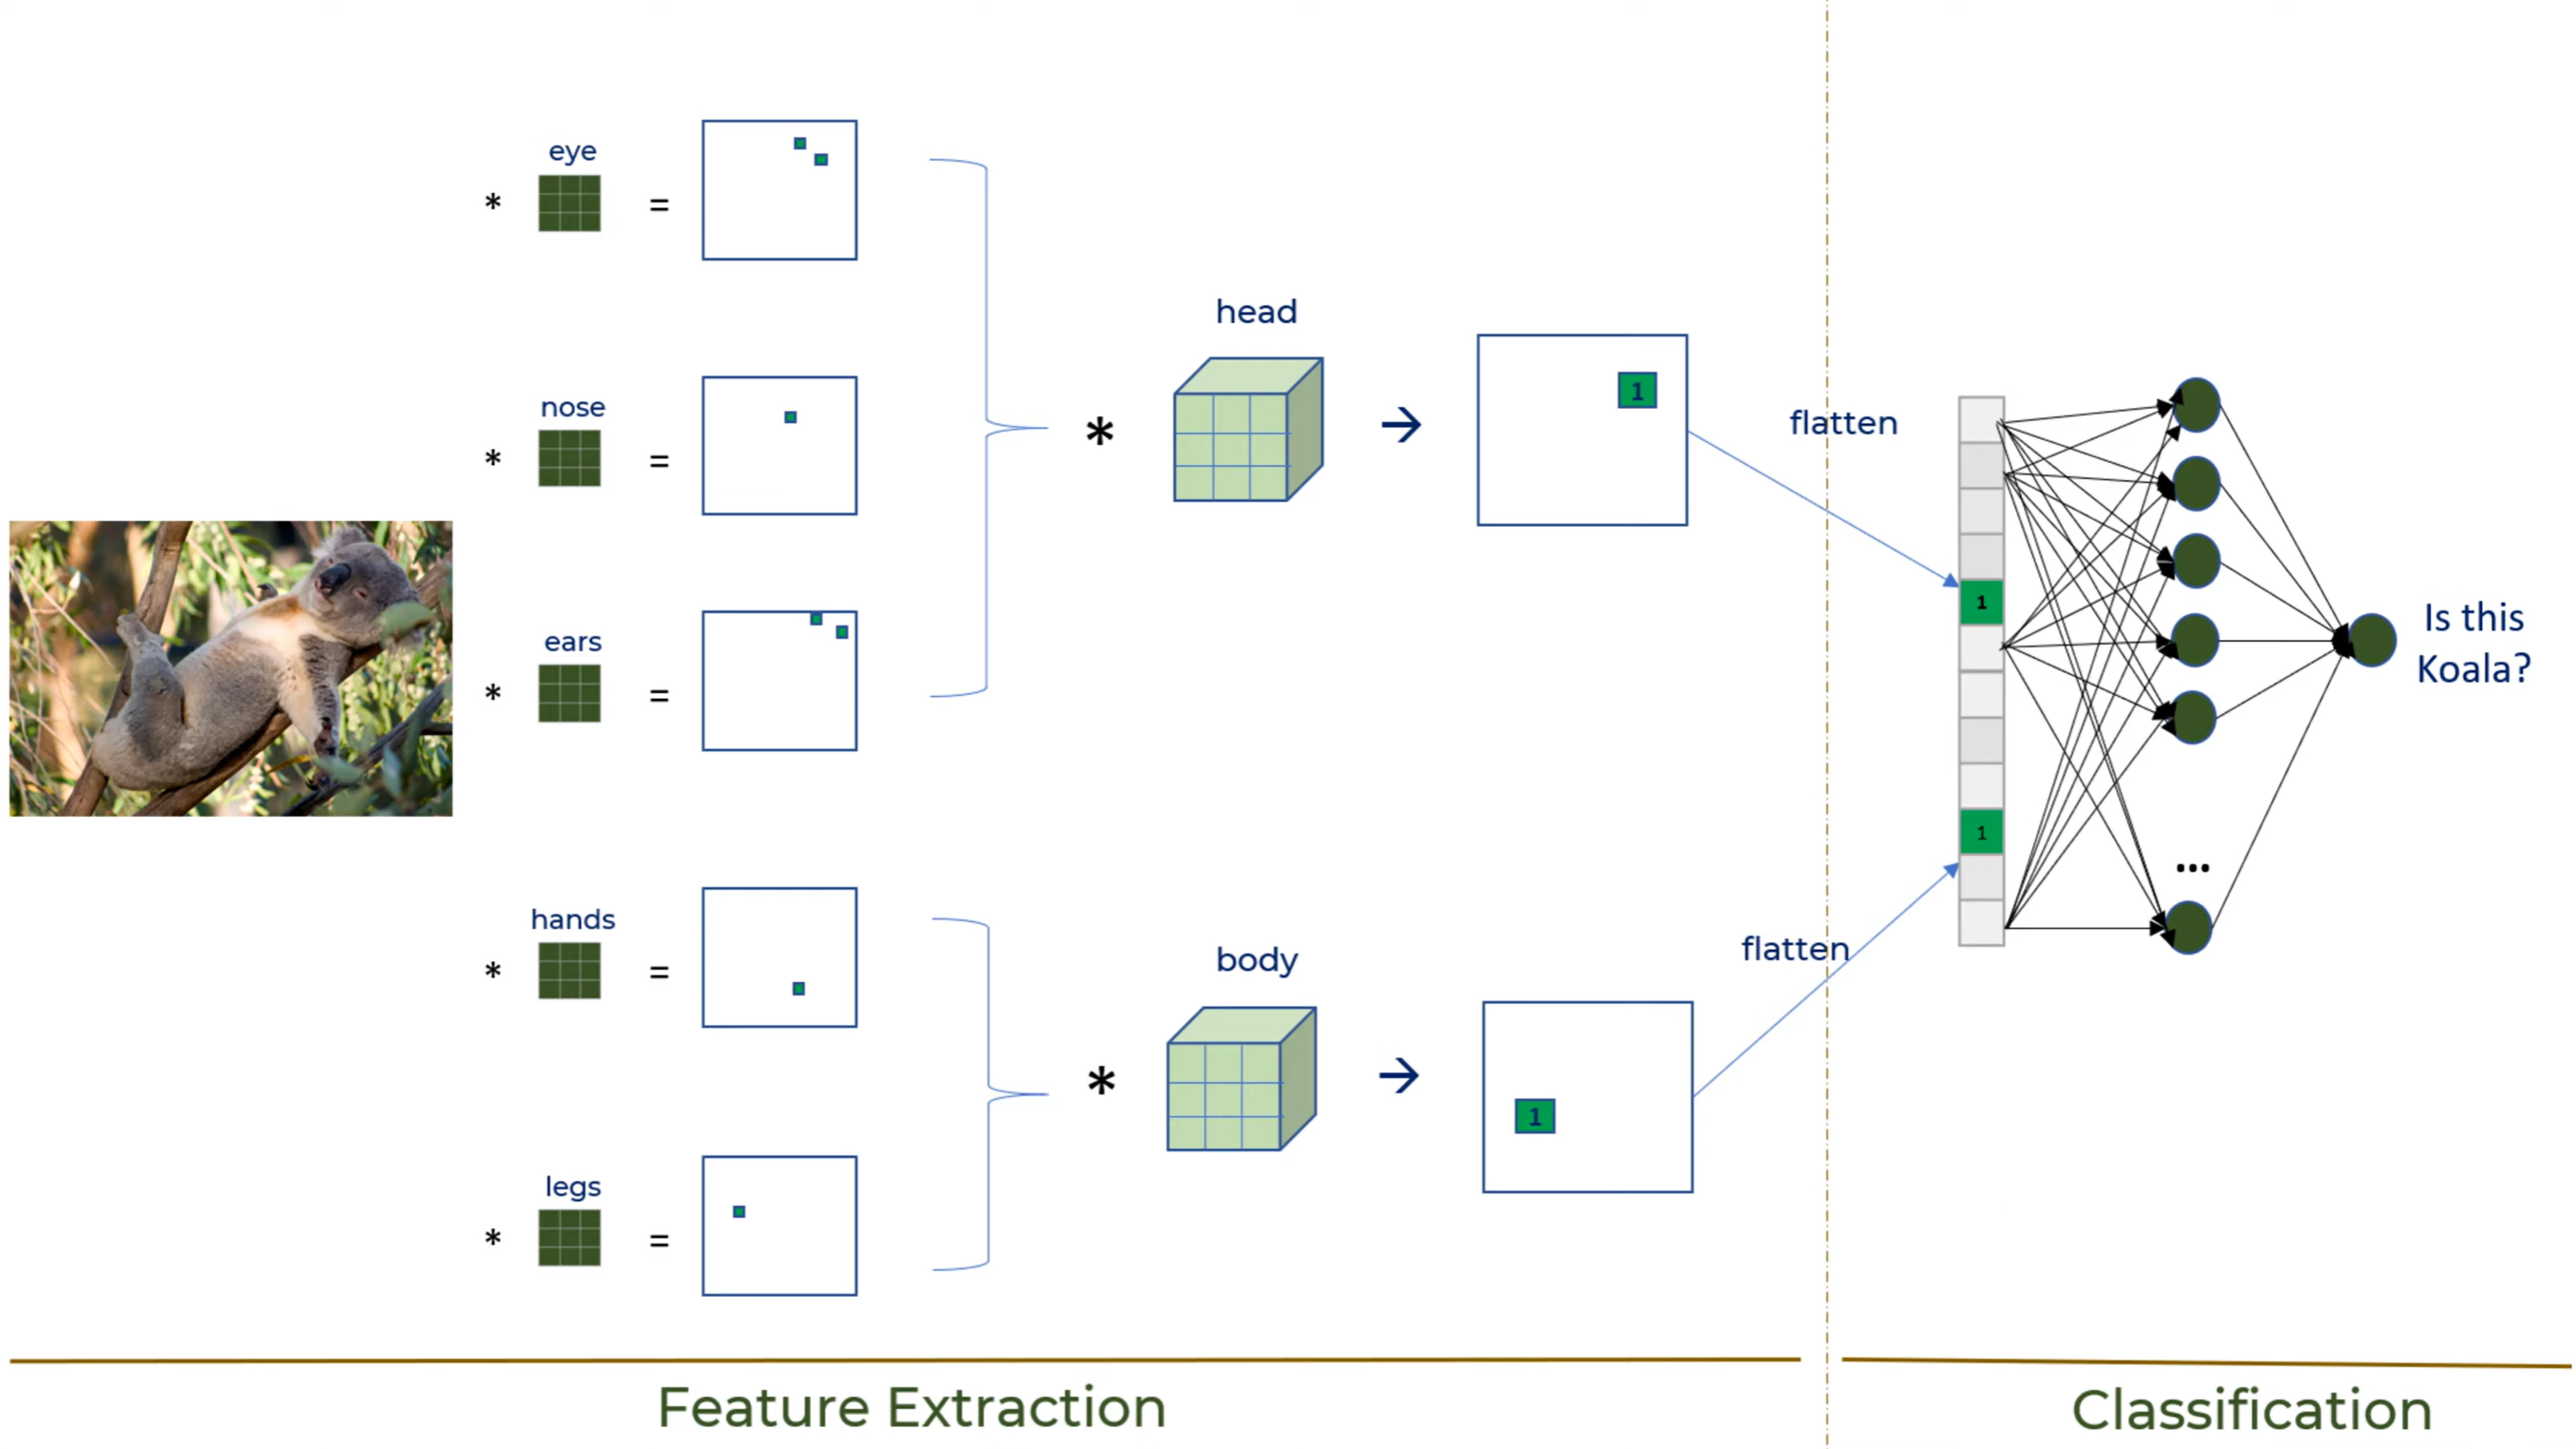 eye
* =
nose
* =
ears
* =
head
* →
1
flatten
hands
* =
legs
* =
body
* →
1
flatten
1
1
...
Is this
Koala?
Feature Extraction
Classification